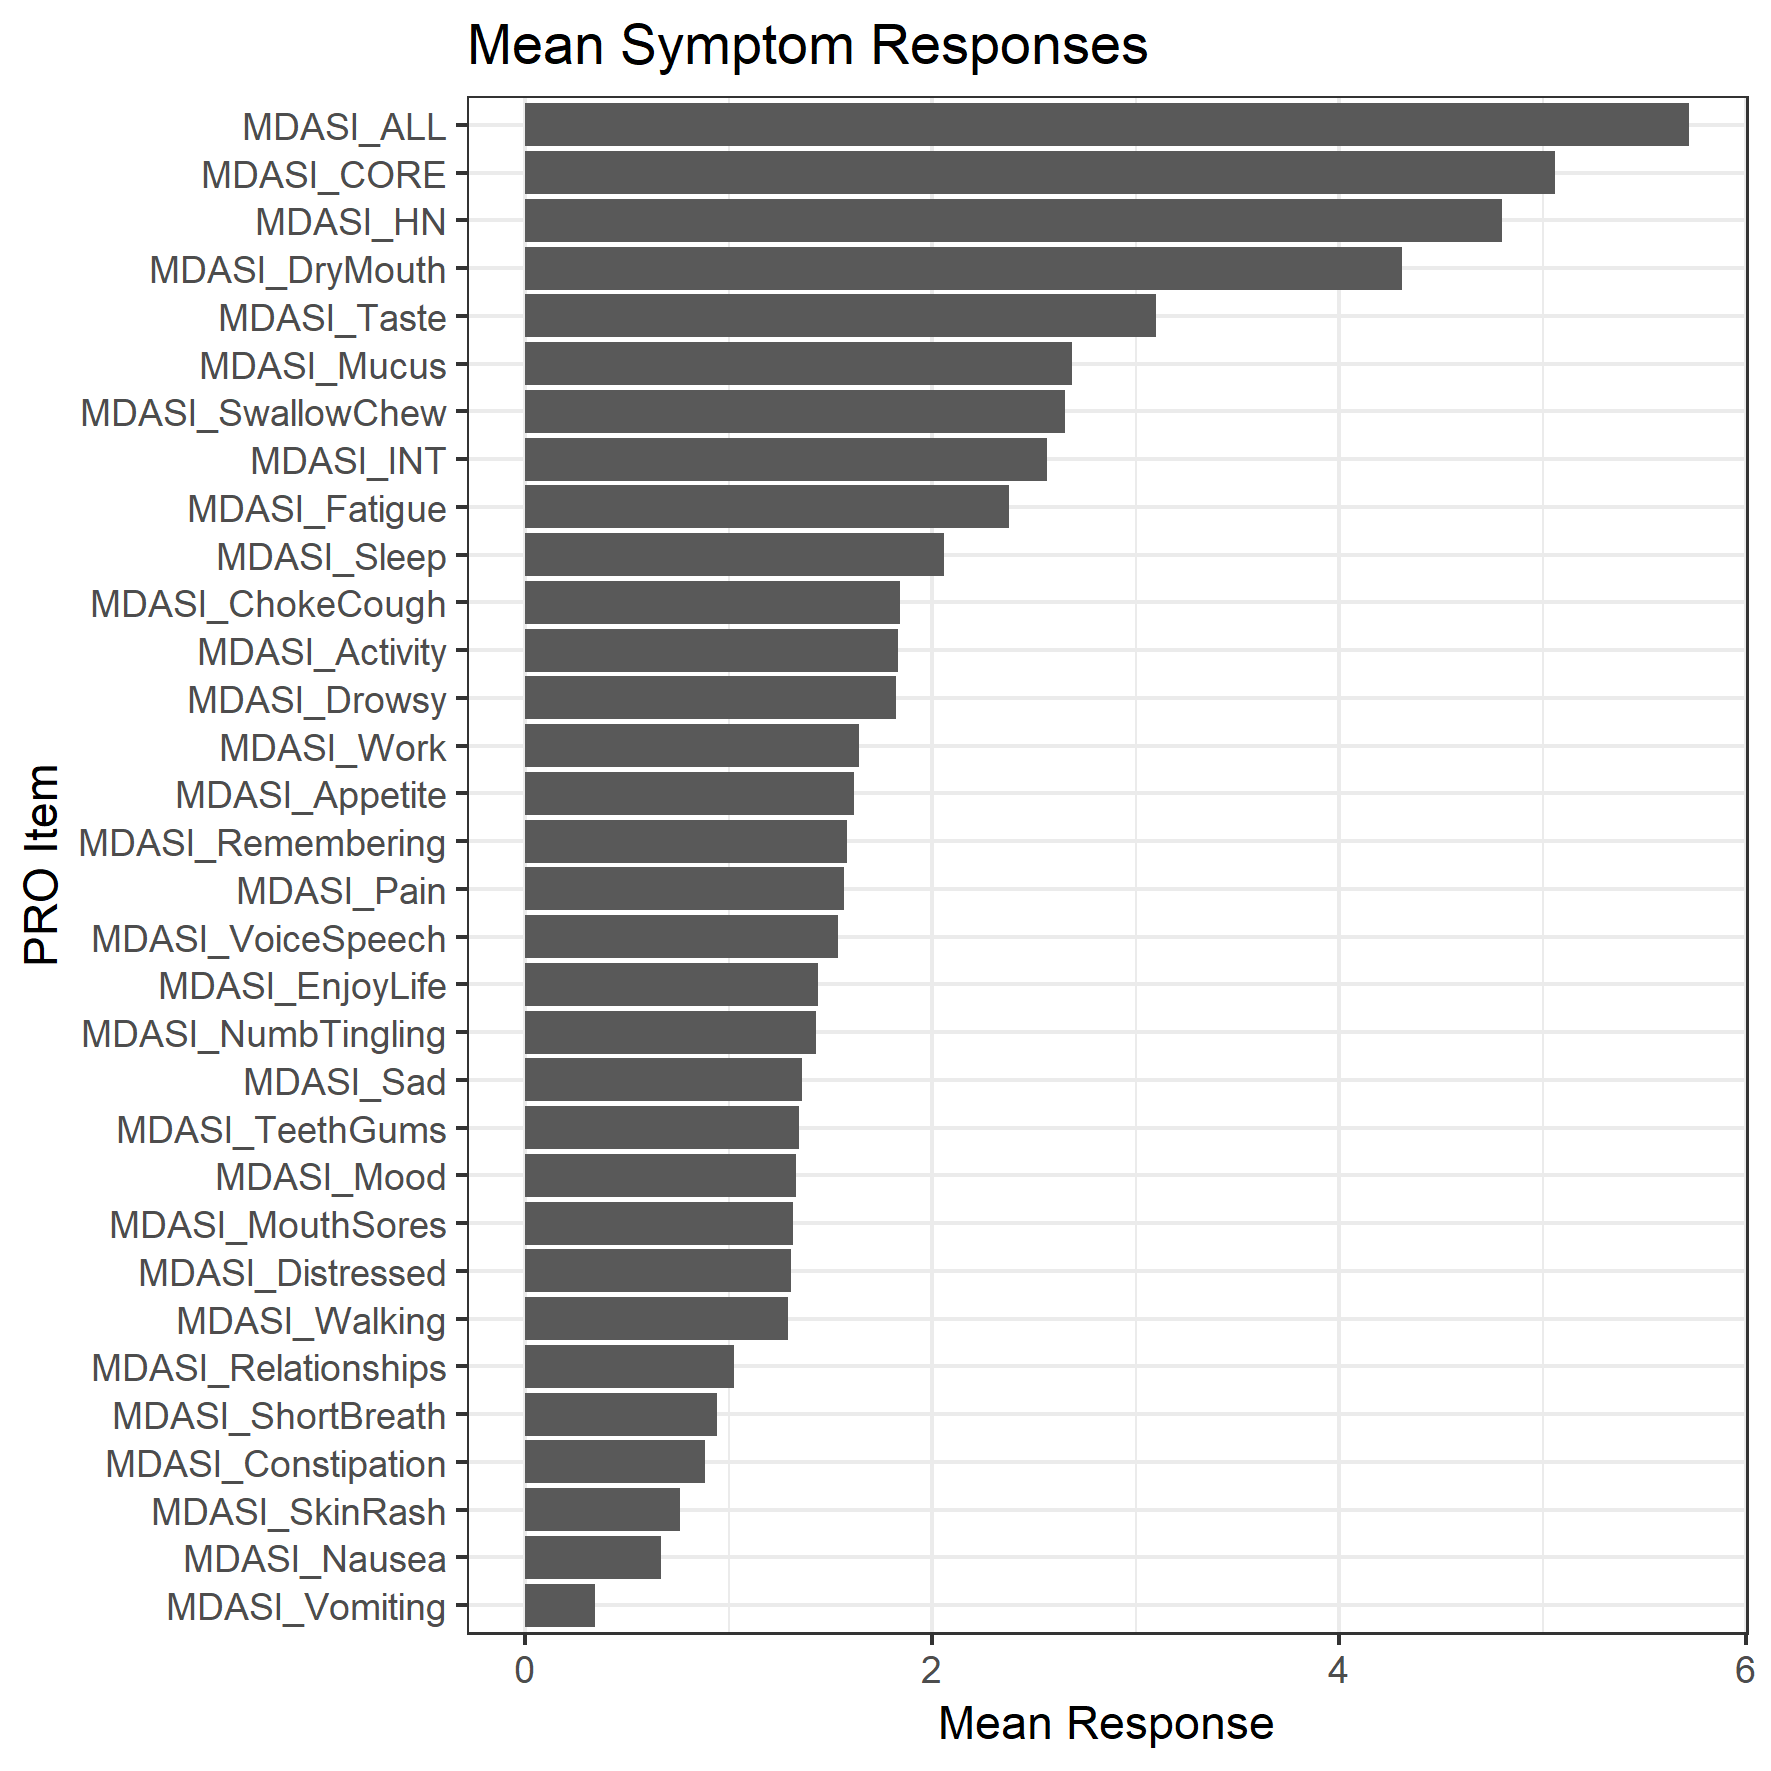 Mean Symptom Responses
PRO Item
MDASI_ALL
MDASI_CORE
MDASI_HN
MDASI_DryMouth
MDASI_Taste
MDASI_Mucus
MDASI_SwallowChew
MDASI_INT
MDASI_Fatigue
MDASI_Sleep
MDASI_ChokeCough
MDASI_Activity
MDASI_Drowsy
MDASI_Work
MDASI_Appetite
MDASI_Remembering
MDASI_Pain
MDASI_VoiceSpeech
MDASI_EnjoyLife
MDASI_NumbTingling
MDASI_Sad
MDASI_TeethGums
MDASI_Mood
MDASI_MouthSores
MDASI_Distressed
MDASI_Walking
MDASI_Relationships
MDASI_ShortBreath
MDASI_Constipation
MDASI_SkinRash
MDASI_Nausea
MDASI_Vomiting
0 2 4 6
Mean Response